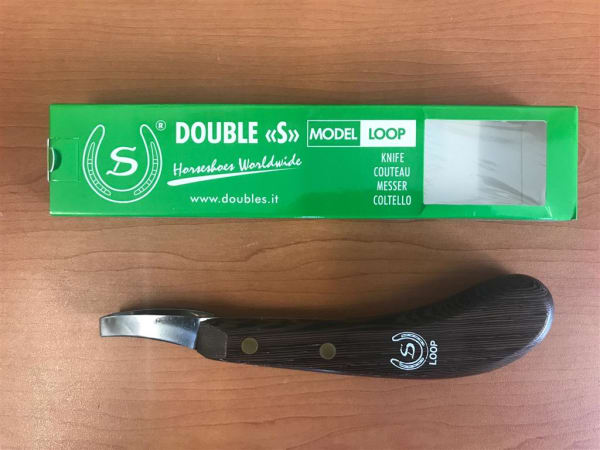 S ®
DOUBLE «S» MODEL LOOP
Horseshoes Worldwide
www.doubles.it
KNIFE
COUTEAU
MESSER
COLTELLO
S
LOOP